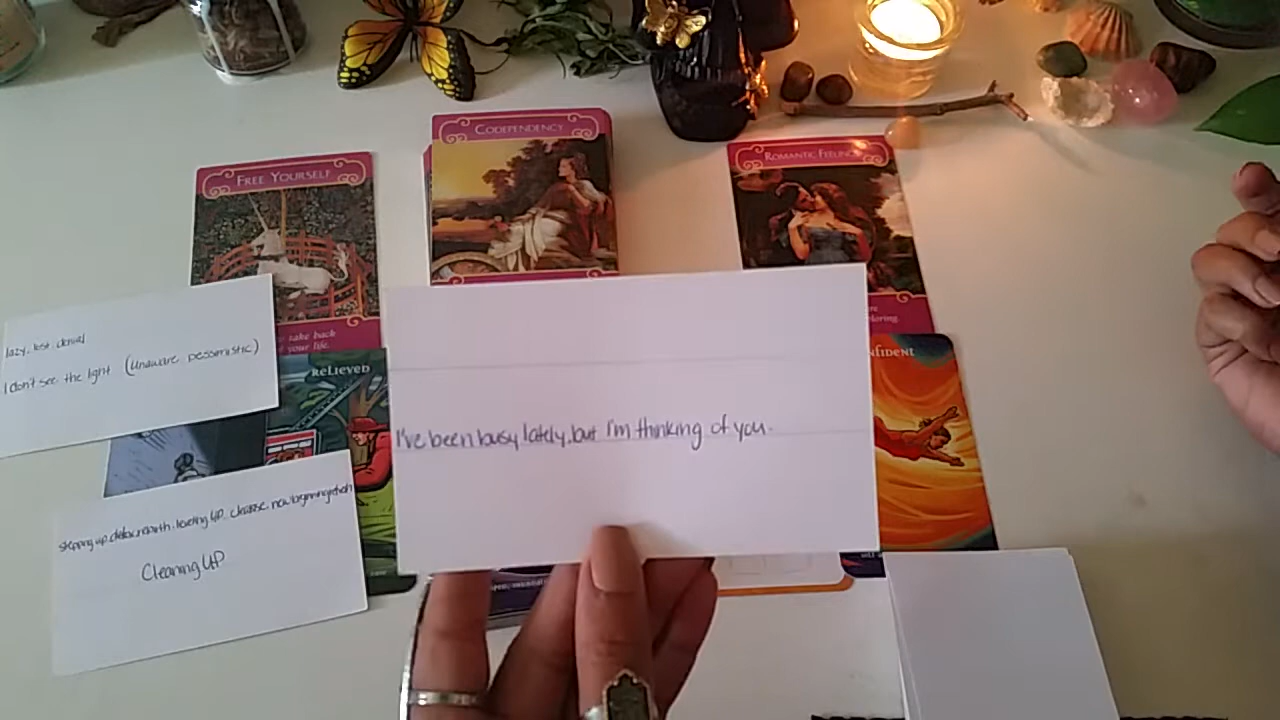 CODEPENDENCY
FREE YOURSELF
ROMANTIC FEELINGS
take back
your life.
lazy, lost, denial
I don't see the light (unaware pessimistic)
RELIEVED
I've been busy lately, but I'm thinking of you.
Cleaning UP